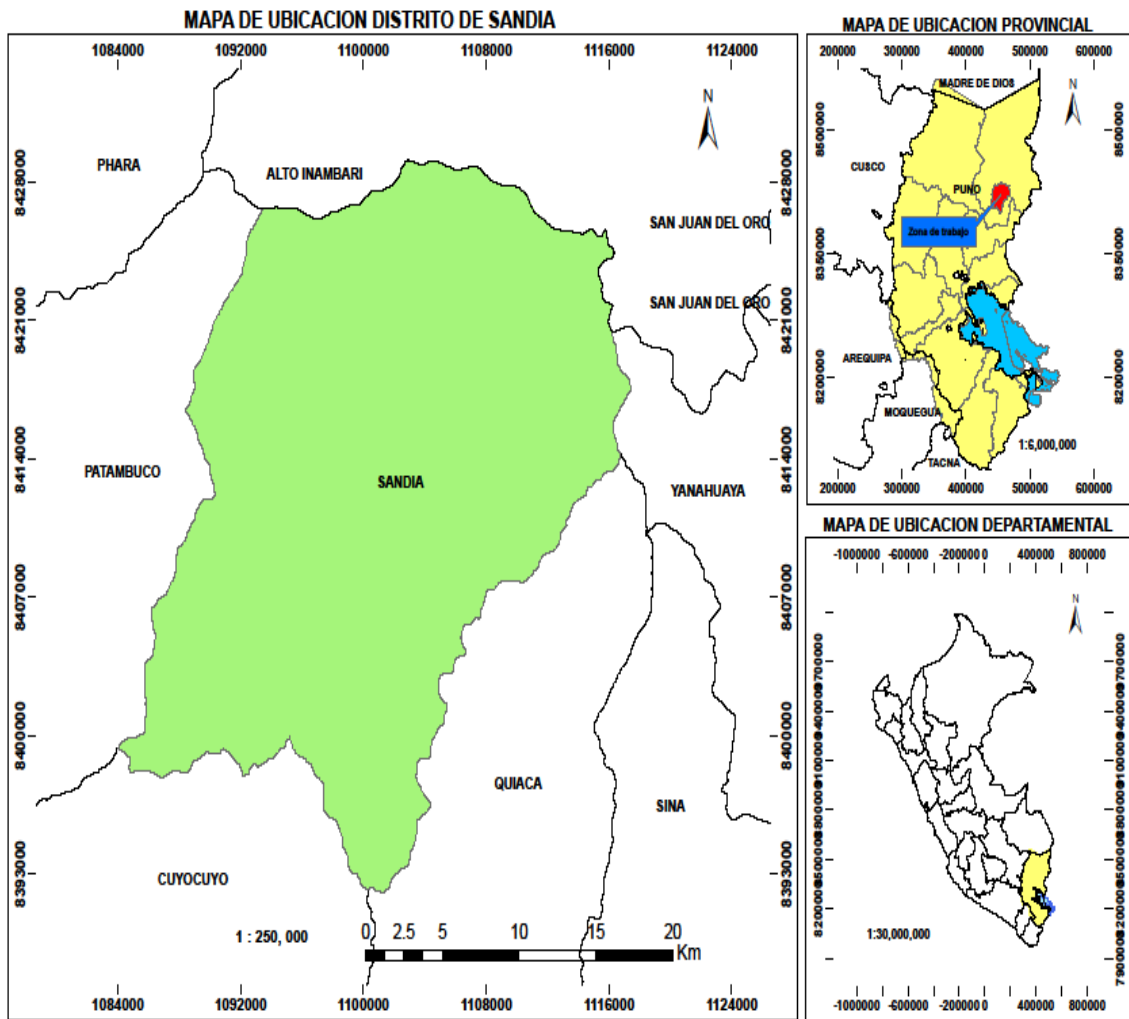 MAPA DE UBICACION DISTRITO DE SANDIA
1084000 1092000 1100000 1108000 1116000 1124000
N
PHARA
ALTO INAMBARI
SAN JUAN DEL ORO
SAN JUAN DEL ORO
PATAMBUCO
SANDIA
YANAHUAYA
QUIACA
SINA
CUYOCUYO
8428000
8421000
8414000
8407000
8400000
8393000
8428000
8421000
8414000
8407000
8400000
8393000
1 : 250, 000
0 2.5 5 10 15 20
Km
1084000 1092000 1100000 1108000 1116000 1124000
MAPA DE UBICACION PROVINCIAL
200000 300000 400000 500000 600000
MADRE DE DIOS
N
CUSCO
PUNO
Zona de trabajo
AREQUIPA
MOQUEGUA
TACNA
1:6,000,000
8500000
8350000
8200000
8500000
8350000
8200000
200000 300000 400000 500000 600000
MAPA DE UBICACION DEPARTAMENTAL
-1000000 -600000 -200000 0 400000 800000
N
1:30,000,000
-1000000 -600000 -200000 0 400000 800000